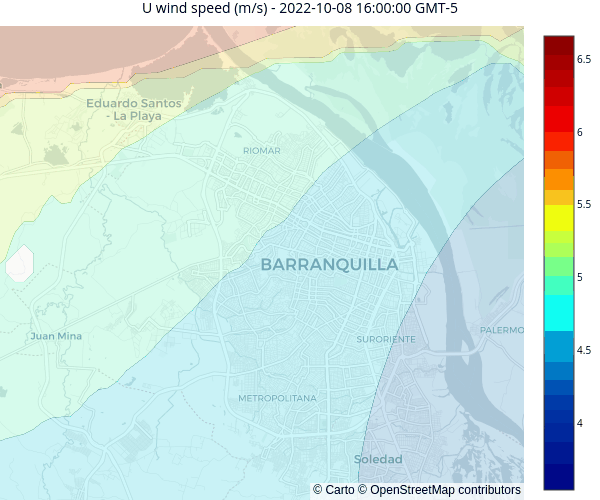 U wind speed (m/s) - 2022-10-08 16:00:00 GMT-5
6.5
6
5.5
5
4.5
4
Eduardo Santos
- La Playa
RIOMAR
BARRANQUILLA
Juan Mina
SURORIENTE
PALERMO
METROPOLITANA
Soledad
© Carto © OpenStreetMap contributors